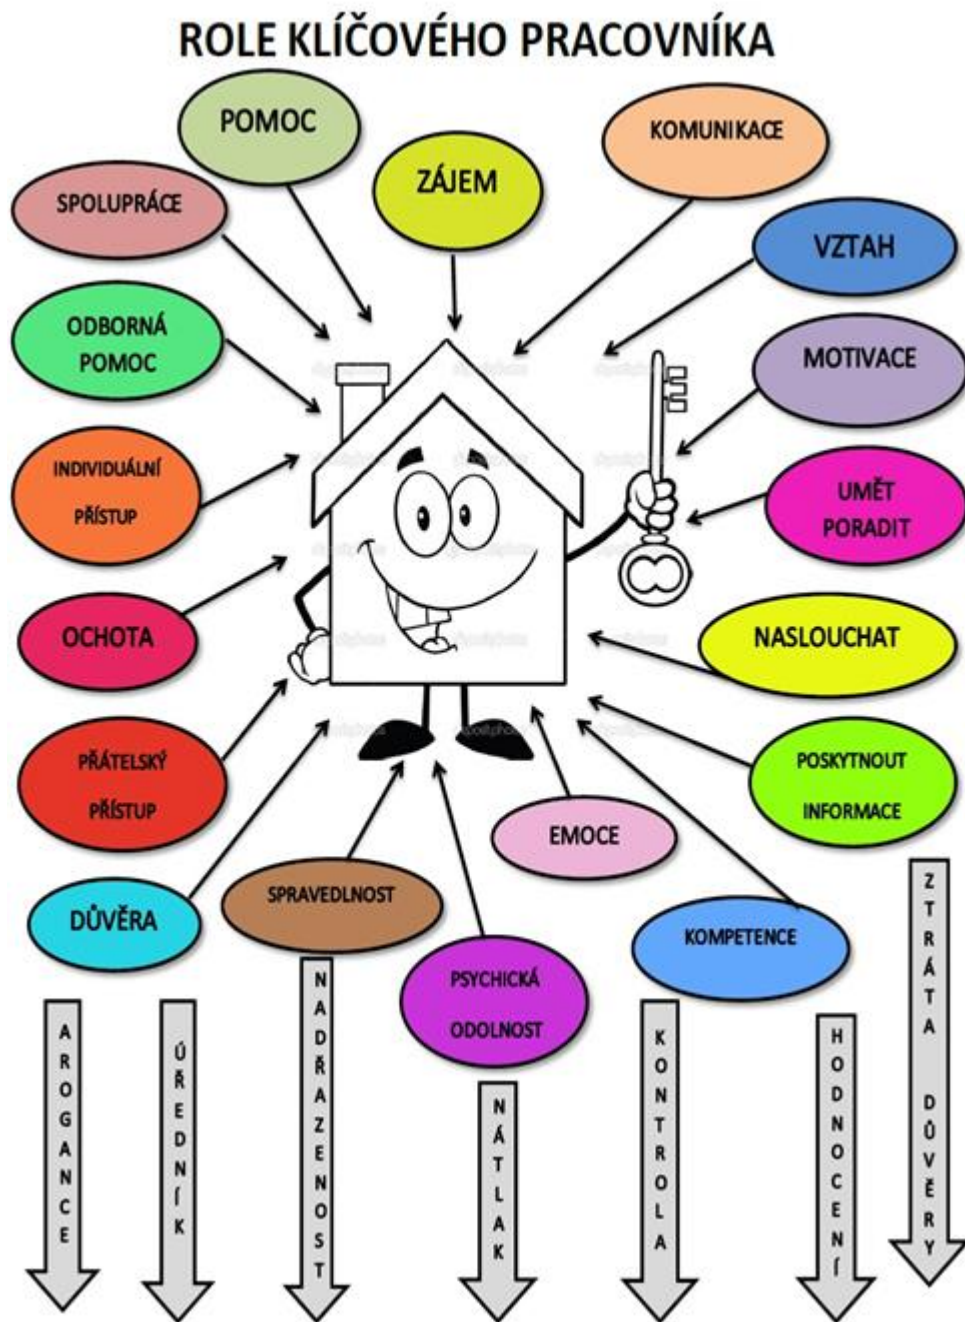 ROLE KLÍČOVÉHO PRACOVNÍKA
POMOC
ZÁJEM
KOMUNIKACE
SPOLUPRÁCE
VZTAH
ODBORNÁ
POMOC
MOTIVACE
INDIVIDUÁLNÍ
PŘÍSTUP
UMĚT
PORADIT
OCHOTA
NASLOUCHAT
PŘÁTELSKÝ
PŘÍSTUP
POSKYTNOUT
INFORMACE
EMOCE
DŮVĚRA
SPRAVEDLNOST
KOMPETENCE
PSYCHICKÁ
ODOLNOST
AROGANCE
ÚŘEDNÍK
NADŘAZENOST
NÁTLAK
KONTROLA
HODNOCENÍ
ZTRÁTA DŮVĚRY